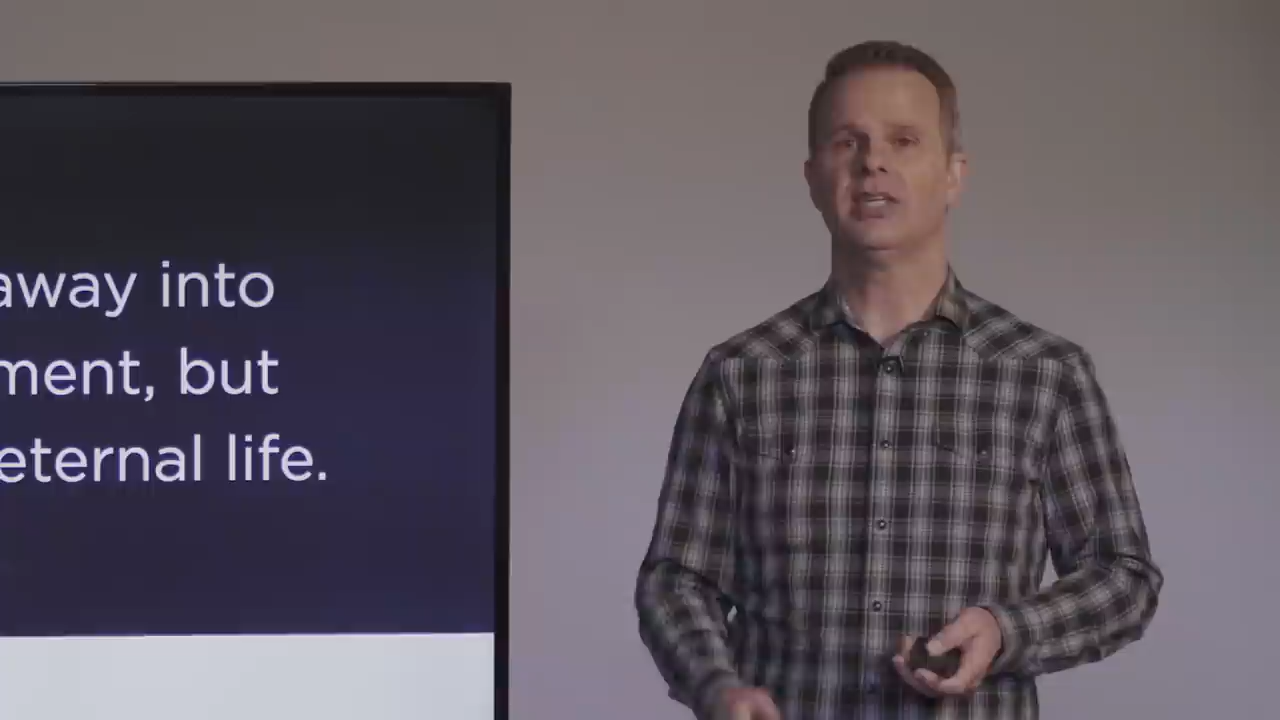 away into
ment, but
eternal life.